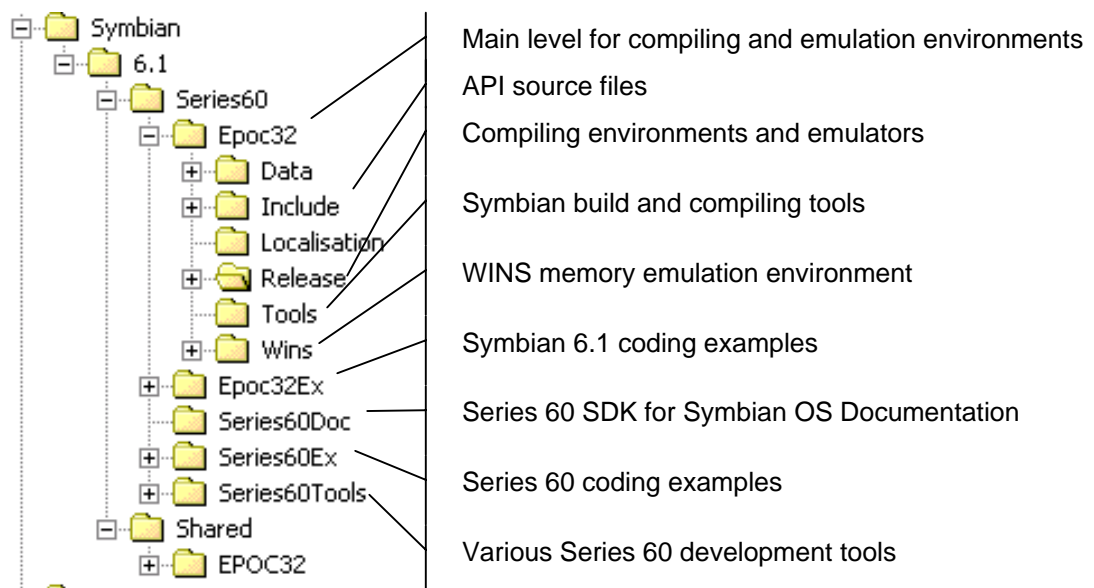 Symbian
6.1
Series60
Epoc32
Data
Include
Localisation
Release
Tools
Wins
Epoc32Ex
Series60Doc
Series60Ex
Series60Tools
Shared
EPOC32
Main level for compiling and emulation environments
API source files
Compiling environments and emulators
Symbian build and compiling tools
WINS memory emulation environment
Symbian 6.1 coding examples
Series 60 SDK for Symbian OS Documentation
Series 60 coding examples
Various Series 60 development tools